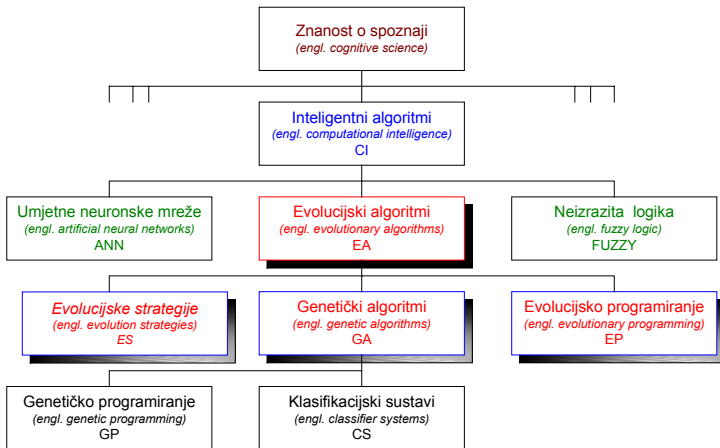 Znanost o spoznaji
(engl. cognitive science)
Inteligentni algoritmi
(engl. computational intelligence)
CI
Umjetne neuronske mreže
(engl. artificial neural networks)
ANN
Evolucijski algoritmi
(engl. evolutionary algorithms)
EA
Neizrazita logika
(engl. fuzzy logic)
FUZZY
Evolucijske strategije
(engl. evolution strategies)
ES
Genetički algoritmi
(engl. genetic algorithms)
GA
Evolucijsko programiranje
(engl. evolutionary programming)
EP
Genetičko programiranje
(engl. genetic programming)
GP
Klasifikacijski sustavi
(engl. classifier systems)
CS